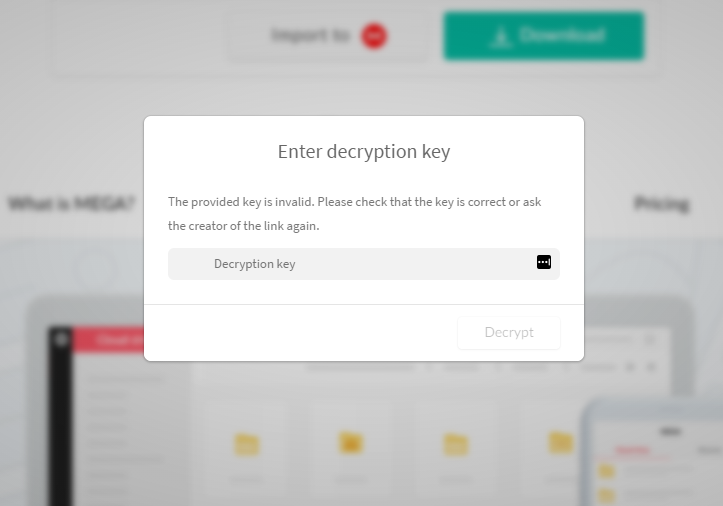 Import to
Download
Enter decryption key
The provided key is invalid. Please check that the key is correct or ask
the creator of the link again.
What is MEGA?
Pricing
Decryption key
Decrypt